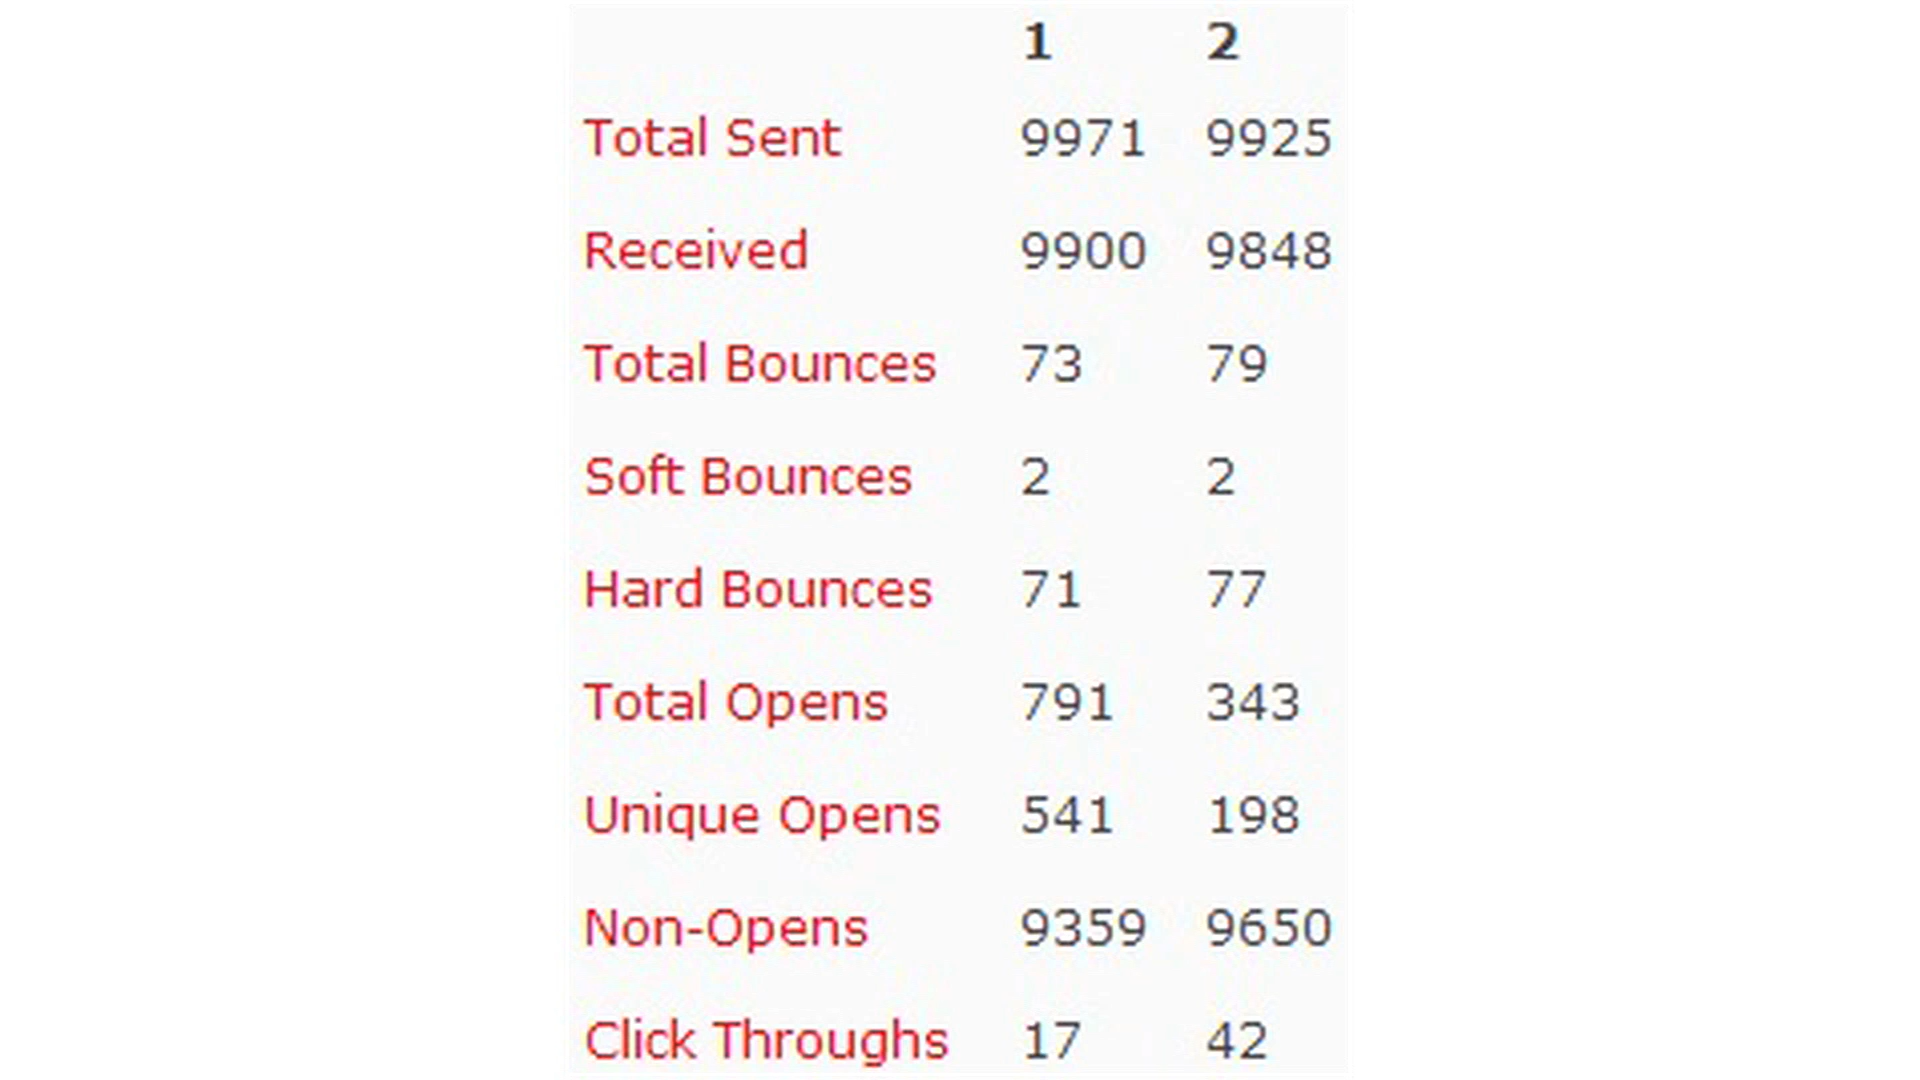 1 2
Total Sent 9971 9925
Received 9900 9848
Total Bounces 73 79
Soft Bounces 2 2
Hard Bounces 71 77
Total Opens 791 343
Unique Opens 541 198
Non-Opens 9359 9650
Click Throughs 17 42